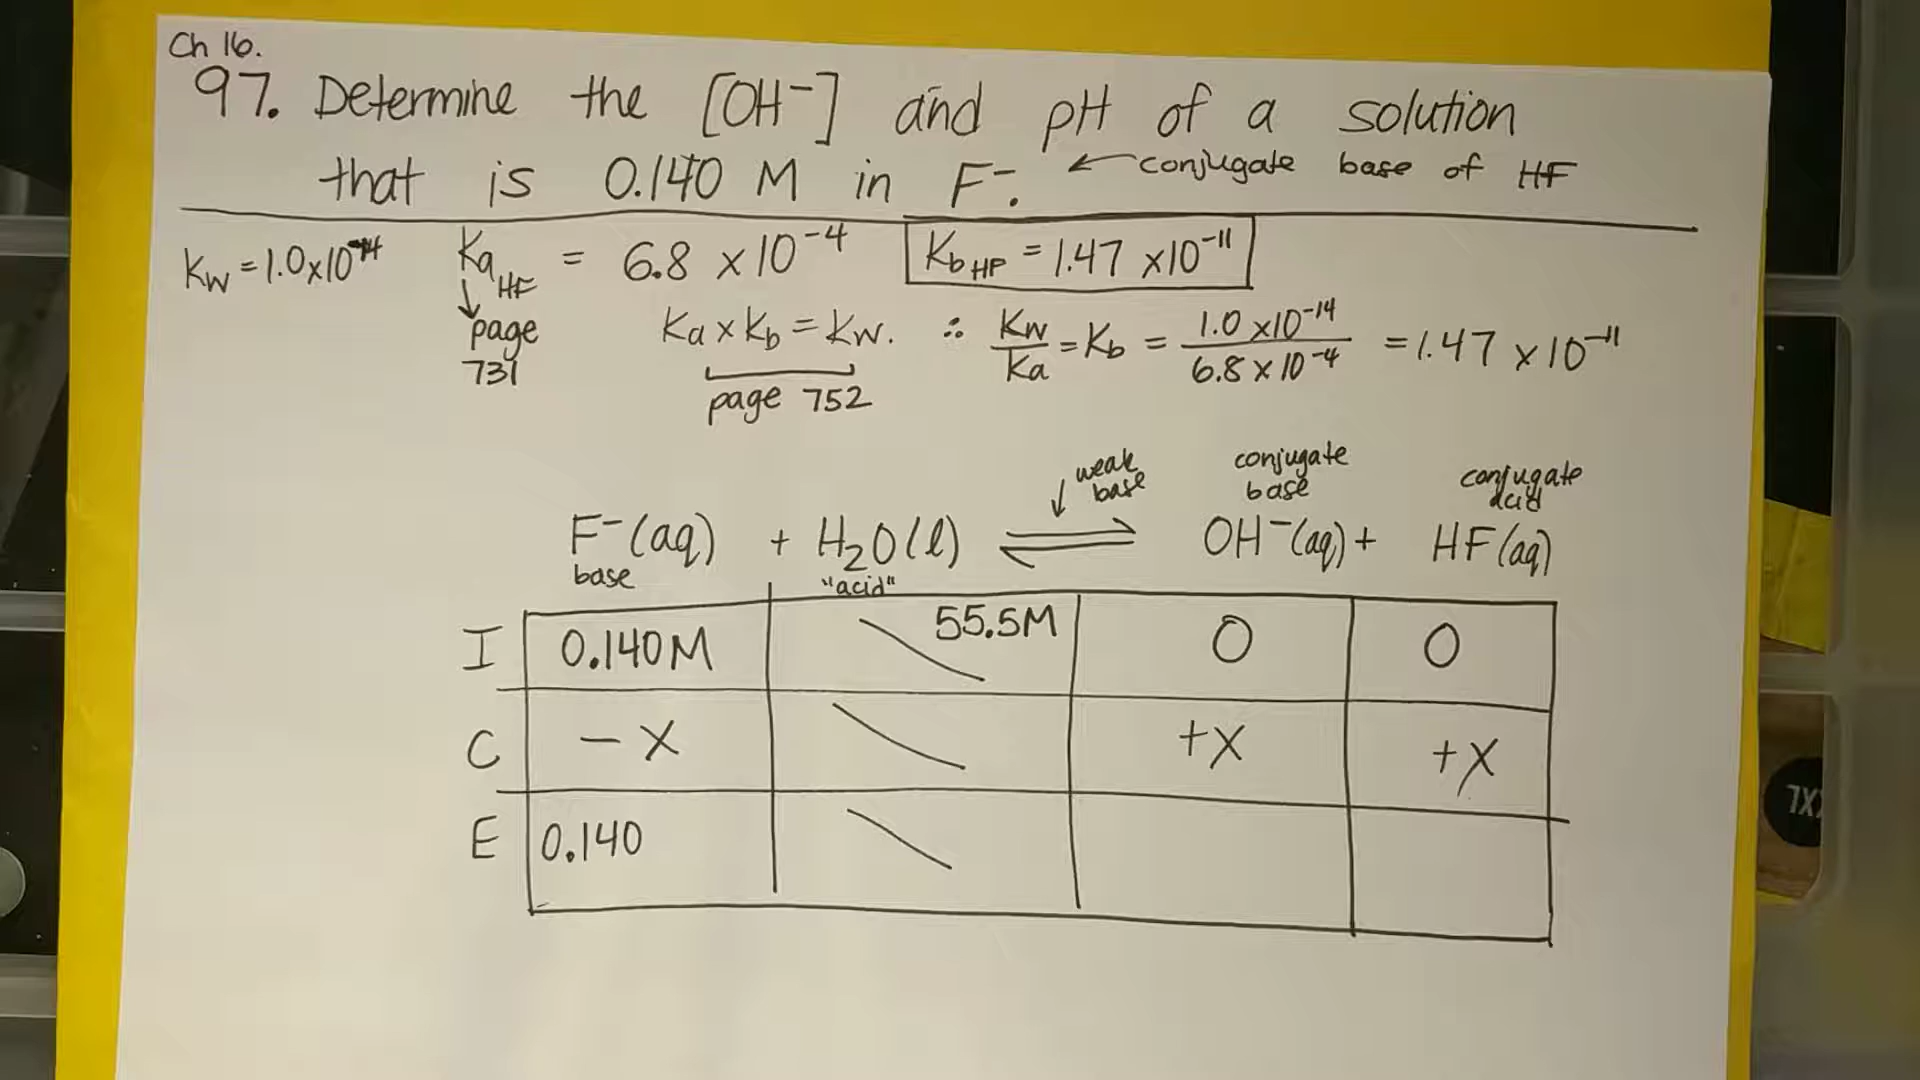 Ch 16.
97. Determine the [OH⁻] and pH of a solution
that is 0.140 M in F⁻. ← conjugate base of HF
Kw = 1.0x10⁻¹⁴ Ka HF = 6.8 x 10⁻⁴ Kb HP = 1.47 x10⁻¹¹
↓ page 731
Ka x Kb = Kw. ∴ Kw/Ka = Kb = 1.0 x10⁻¹⁴ / 6.8 x 10⁻⁴ = 1.47 x 10⁻¹¹
page 752
↓ weak base conjugate base conjugate acid
F⁻(aq) + H₂O(l) ⇌ OH⁻(aq) + HF(aq)
base "acid"
I 0.140M 55.5M 0 0
C - X +X +X
E 0.140
XL